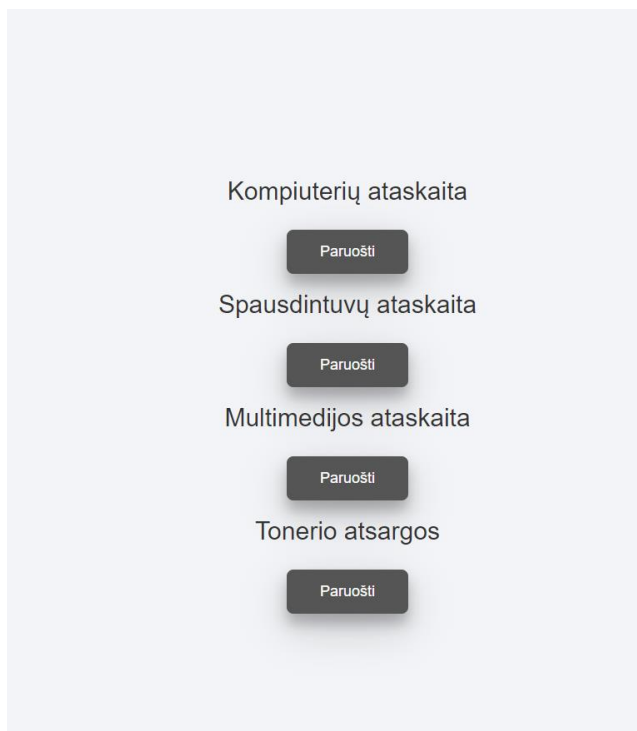 Kompiuterių ataskaita
Paruošti
Spausdintuvų ataskaita
Paruošti
Multimedijos ataskaita
Paruošti
Tonerio atsargos
Paruošti